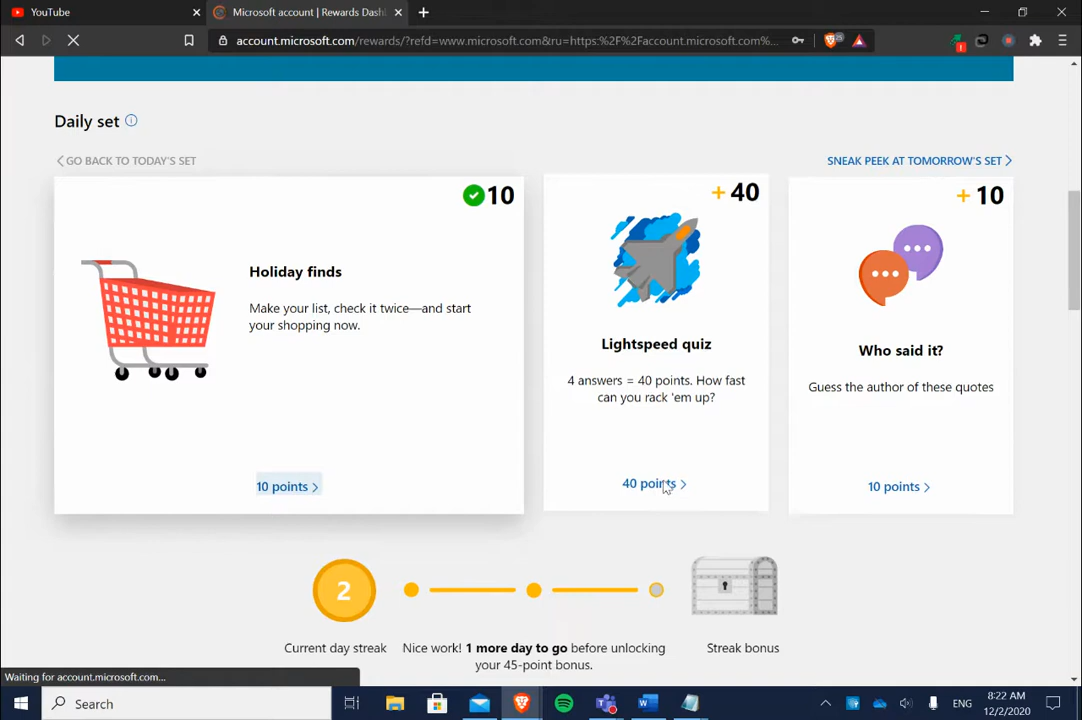 YouTube
Microsoft account | Rewards Dash
account.microsoft.com/rewards/?refd=www.microsoft.com&ru=https:%2F%2Faccount.microsoft.com%...
Daily set
GO BACK TO TODAY'S SET
SNEAK PEEK AT TOMORROW'S SET
10
+ 40
+ 10
Holiday finds
Make your list, check it twice—and start
your shopping now.
10 points
Lightspeed quiz
4 answers = 40 points. How fast
can you rack 'em up?
40 points
Who said it?
Guess the author of these quotes
10 points
2
Current day streak
Nice work! 1 more day to go before unlocking
your 45-point bonus.
Streak bonus
Waiting for account.microsoft.com...
Search
ENG
8:22 AM
12/2/2020